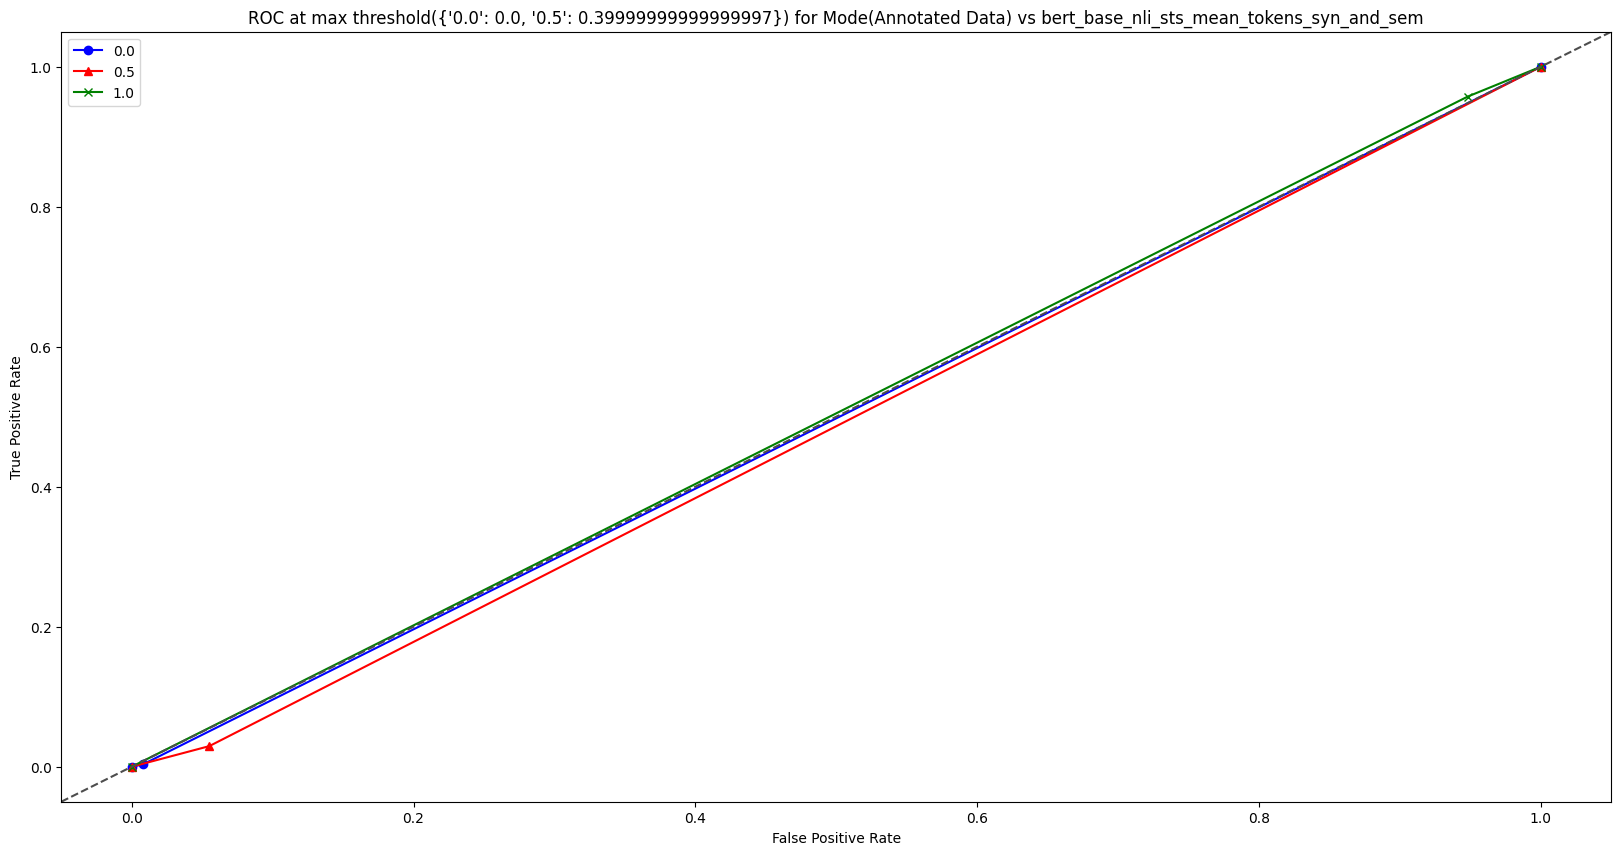 ROC at max threshold({'0.0': 0.0, '0.5': 0.39999999999999997}) for Mode(Annotated Data) vs bert_base_nli_sts_mean_tokens_syn_and_sem
0.0
0.5
1.0
1.0
0.8
0.6
0.4
0.2
0.0
True Positive Rate
0.0 0.2 0.4 0.6 0.8 1.0
False Positive Rate